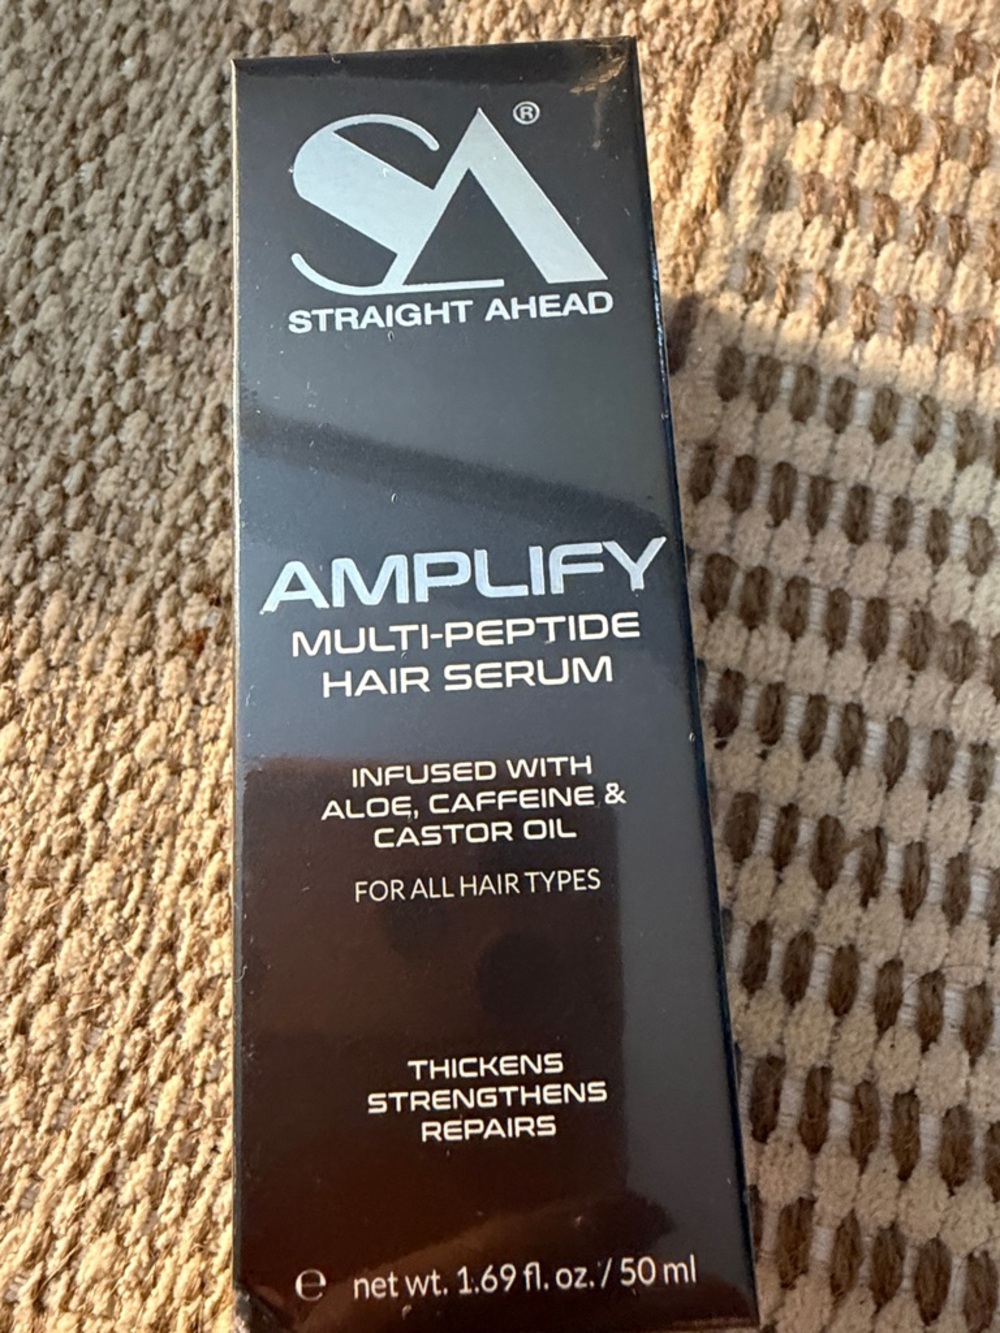 SA®
STRAIGHT AHEAD
AMPLIFY
MULTI-PEPTIDE
HAIR SERUM
INFUSED WITH
ALOE, CAFFEINE &
CASTOR OIL
FOR ALL HAIR TYPES
THICKENS
STRENGTHENS
REPAIRS
℮ net wt. 1.69 fl. oz. / 50 ml